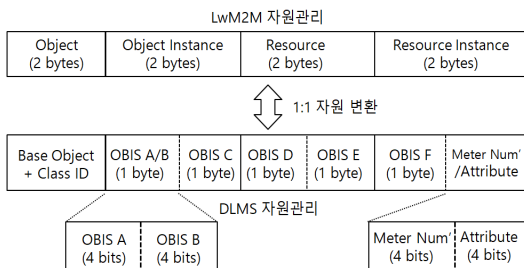 LwM2M 자원관리
Object Object Instance Resource Resource Instance
(2 bytes) (2 bytes) (2 bytes) (2 bytes)
1:1 자원 변환
Base Object + Class ID
OBIS A/B (1 byte)
OBIS C (1 byte)
OBIS D (1 byte)
OBIS E (1 byte)
OBIS F (1 byte)
Meter Num' /Attribute
DLMS 자원관리
OBIS A OBIS B Meter Num' Attribute
(4 bits) (4 bits) (4 bits) (4 bits)